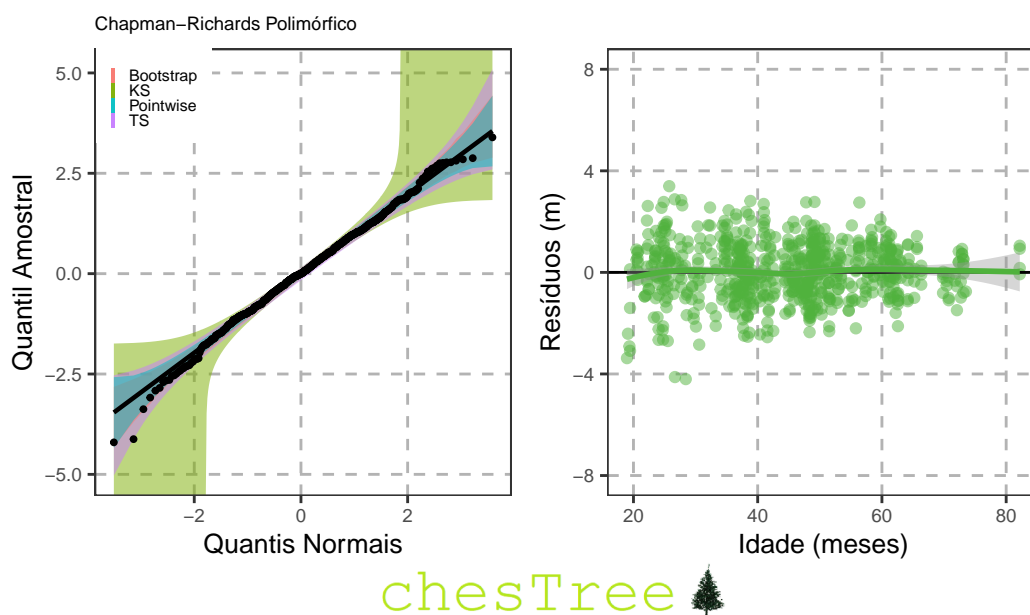 Chapman−Richards Polimórfico
Bootstrap
KS
Pointwise
TS
5.0
2.5
0.0
−2.5
−5.0
Quantil Amostral
−2
0
2
Quantis Normais
8
4
0
−4
−8
Resíduos (m)
20
40
60
80
Idade (meses)
chesTree